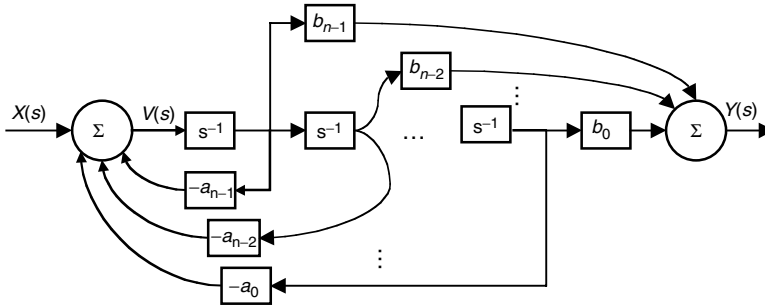 b_{n–1}
b_{n–2}
X(s) Σ V(s) s⁻¹ s⁻¹ ... s⁻¹ ⋮ b_0 Σ Y(s)
–a_{n–1}
–a_{n–2}
⋮
–a_0